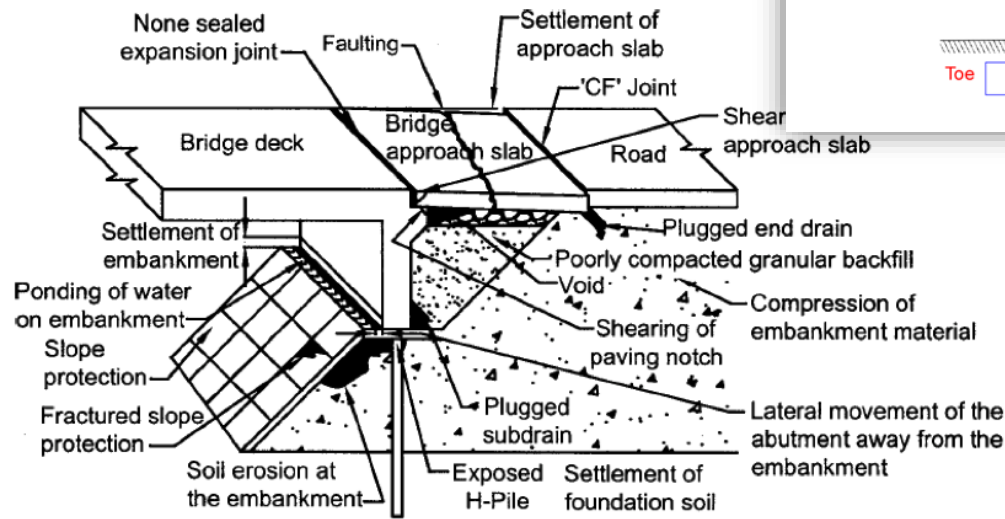 None sealed
expansion joint
Faulting
Settlement of
approach slab
'CF' Joint
Toe
Bridge deck
Bridge
approach slab
Road
Shear
approach slab
Settlement of
embankment
Plugged end drain
Poorly compacted granular backfill
Void
Ponding of water
on embankment
Compression of
embankment material
Slope
protection
Shearing of
paving notch
Fractured slope
protection
Plugged
subdrain
Lateral movement of the
abutment away from the
embankment
Soil erosion at
the embankment
Exposed
H-Pile
Settlement of
foundation soil